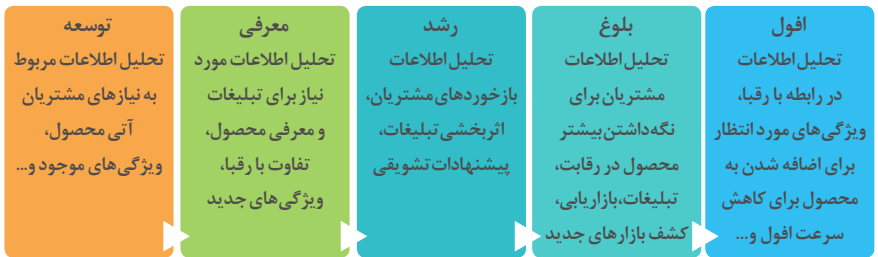 توسعه
تحلیل اطلاعات مربوط
به نیازهای مشتریان
آتی محصول،
ویژگی‌های موجود و...
معرفی
تحلیل اطلاعات مورد
نیاز برای تبلیغات
و معرفی محصول،
تفاوت با رقبا،
ویژگی‌های جدید
رشد
تحلیل اطلاعات
بازخوردهای مشتریان،
اثربخشی تبلیغات،
پیشنهادات تشویقی
بلوغ
تحلیل اطلاعات
مشتریان برای
نگه‌داشتن بیشتر
محصول در رقابت،
تبلیغات، بازاریابی،
کشف بازارهای جدید
افول
تحلیل اطلاعات
در رابطه با رقبا،
ویژگی‌های مورد انتظار
برای اضافه شدن به
محصول برای کاهش
سرعت افول و...